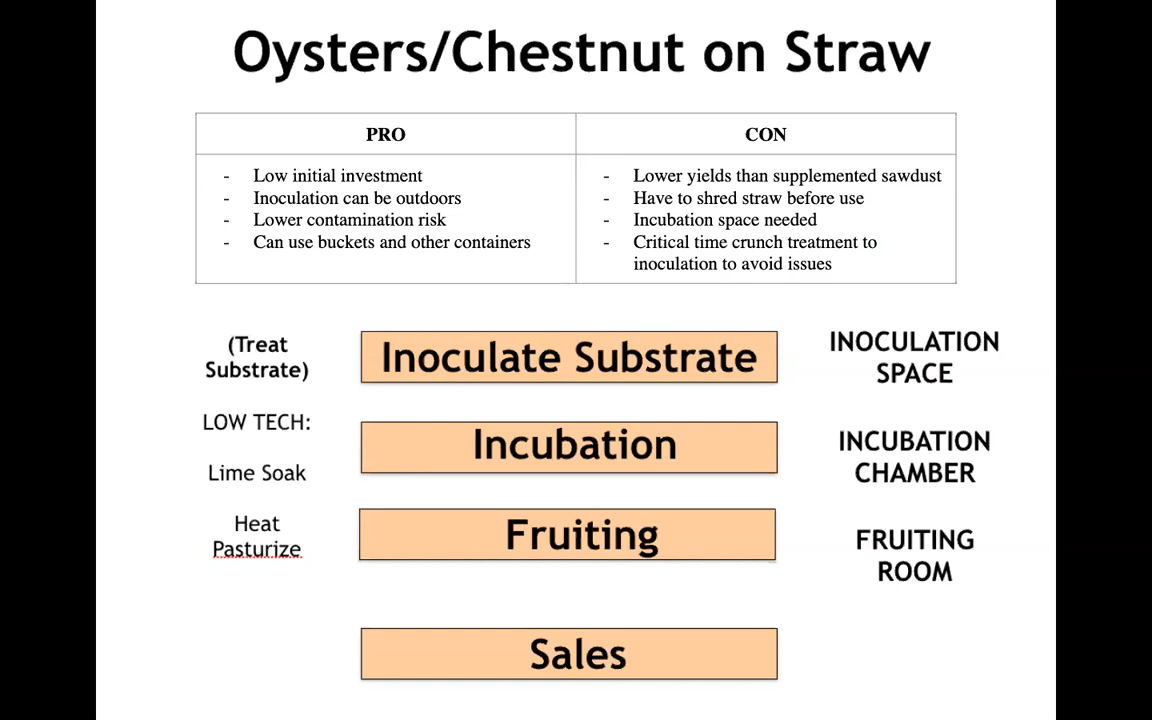 Oysters/Chestnut on Straw
PRO
- Low initial investment
- Inoculation can be outdoors
- Lower contamination risk
- Can use buckets and other containers
CON
- Lower yields than supplemented sawdust
- Have to shred straw before use
- Incubation space needed
- Critical time crunch treatment to
inoculation to avoid issues
(Treat
Substrate)
LOW TECH:
Lime Soak
Heat
Pasturize
Inoculate Substrate
Incubation
Fruiting
Sales
INOCULATION
SPACE
INCUBATION
CHAMBER
FRUITING
ROOM